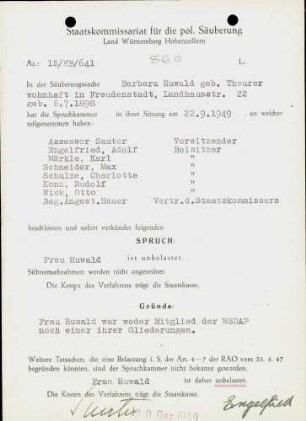 Staatskommissariat für die pol. Säuberung
Land Württemberg Hohenzollern
Az.: 15/KB/641
860
L.
In der Säuberungssache Barbara Huwald geb. Theurer
wohnhaft in Freudenstadt, Landhausstr. 22
geb. 5.7.1898
hat die Spruchkammer in ihrer Sitzung am 22.9.1949, an welcher
teilgenommen haben:
Assessor Sauter Vorsitzender
Engelfried, Adolf Beisitzer
Märkle, Karl "
Schneider, Max "
Schulze, Charlotte "
Konz, Rudolf "
Wick, Otto "
Reg.Angest.Hauer Vertr.d.Staatskommissars
beschlossen und sofort verkündet folgenden
SPRUCH:
Frau Huwald ist unbelastet.
Sühnemaßnahmen werden nicht angeordnet.
Die Kosten des Verfahrens trägt die Staatskasse.
Gründe:
Frau Huwald war weder Mitglied der NSDAP
noch einer ihrer Gliederungen.
Weitere Tatsachen, die eine Belastung i. S. der Art. 4-7 der RAO vom 25. 4. 47
begründen könnten, sind der Spruchkammer nicht bekannt geworden.
Frau Huwald ist daher unbelastet.
Die Kosten des Verfahrens trägt die Staatskasse.
Sauter
Engelfried